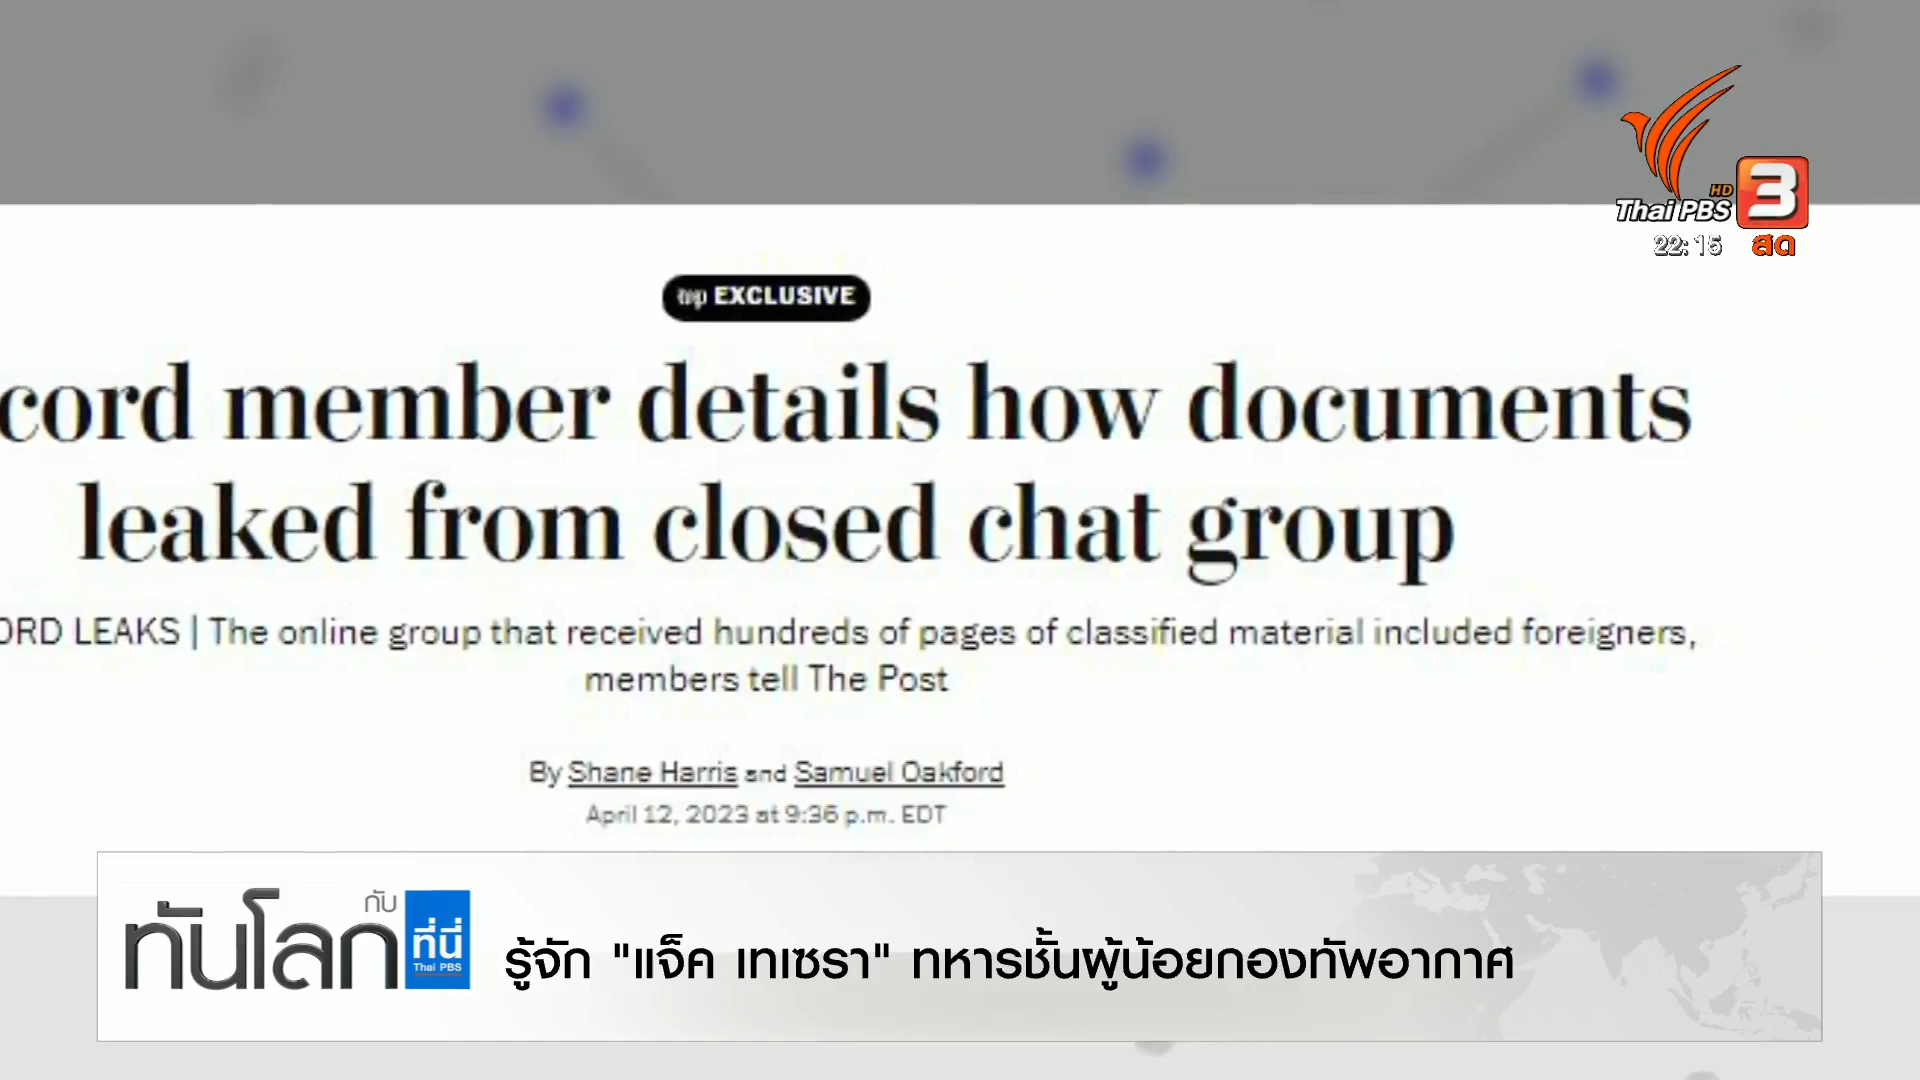 HD
Thai PBS 3
22:15 สด
wp EXCLUSIVE
cord member details how documents
leaked from closed chat group
ORD LEAKS | The online group that received hundreds of pages of classified material included foreigners,
members tell The Post
By Shane Harris and Samuel Oakford
April 12, 2023 at 9:36 p.m. EDT
ทันโลก กับ ที่นี่ Thai PBS
รู้จัก "แจ็ค เทเซรา" ทหารชั้นผู้น้อยกองทัพอากาศ